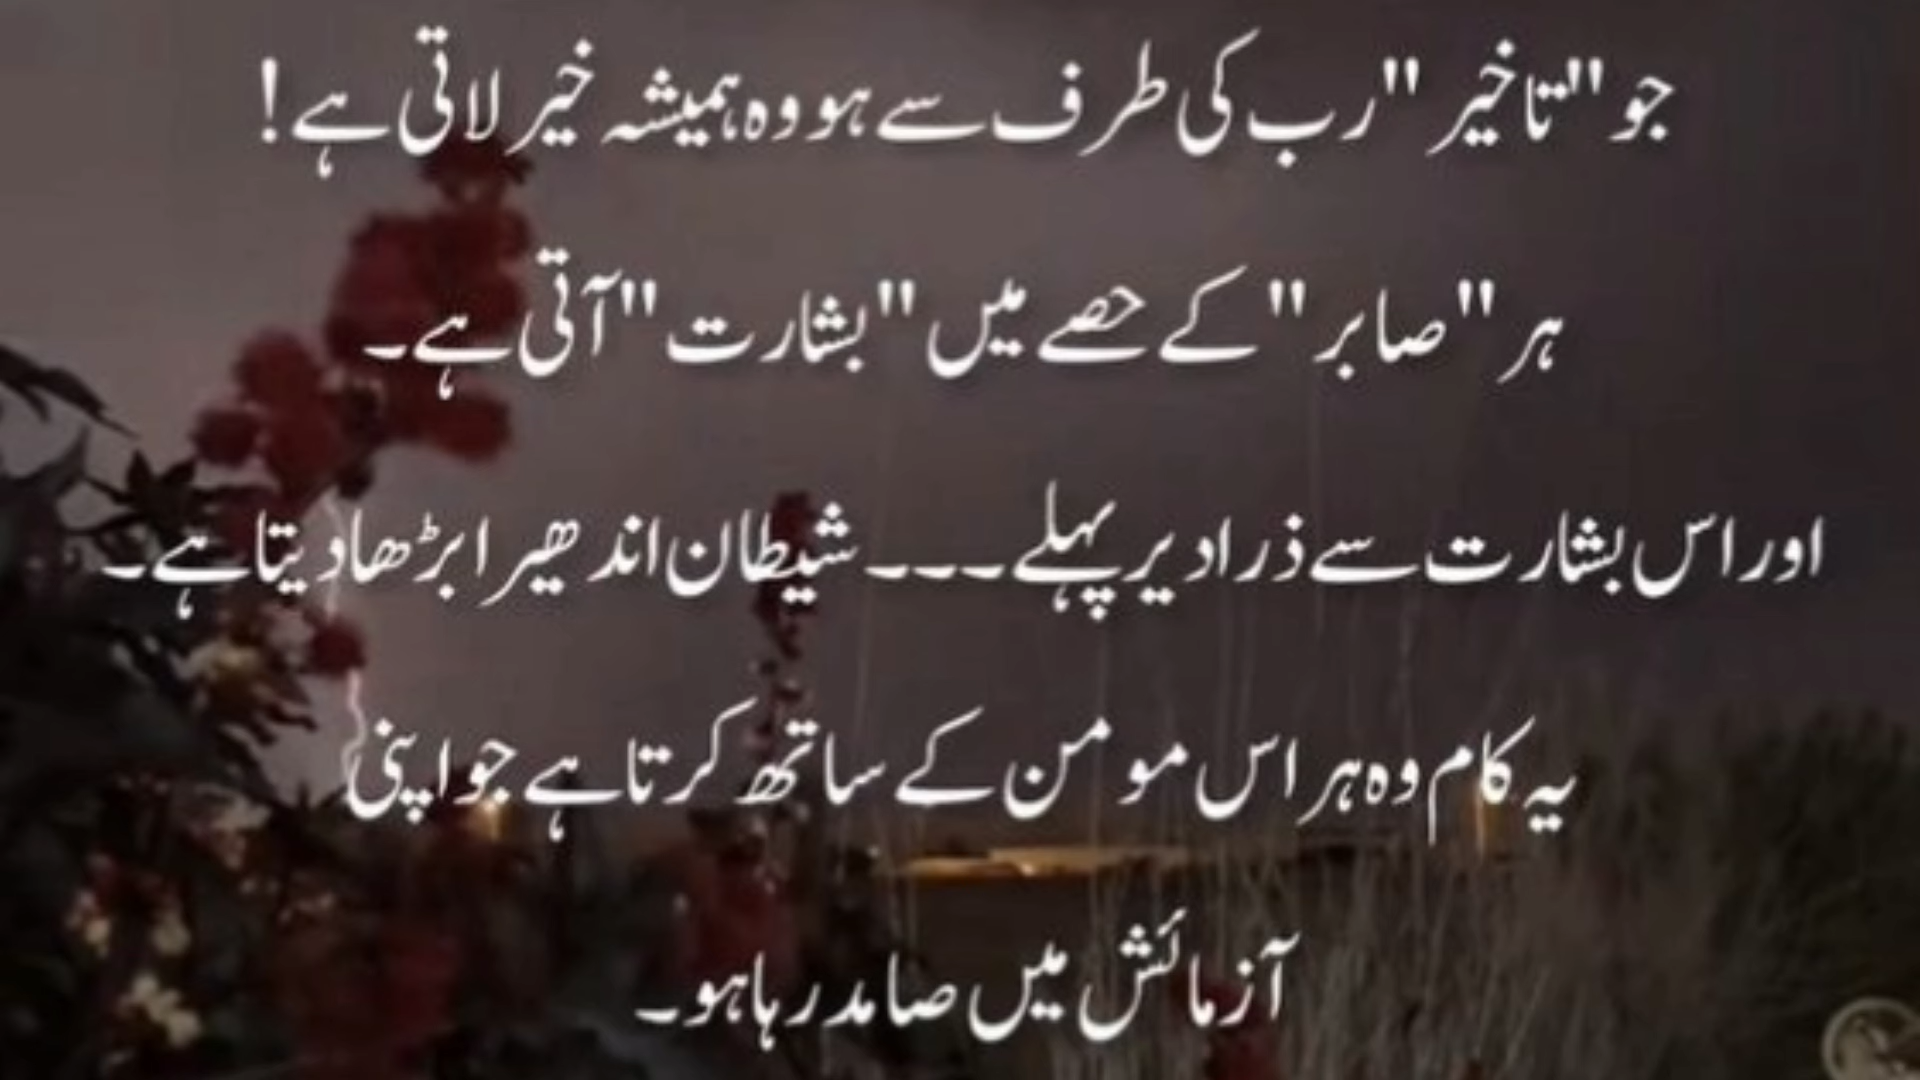 جو "تاخیر" رب کی طرف سے ہو وہ ہمیشہ خیر لاتی ہے!
ہر "صابر" کے حصے میں "بشارت" آتی ہے۔
اور اس بشارت سے ذرا دیر پہلے۔۔۔ شیطان اندھیرا بڑھا دیتا ہے۔
یہ کام وہ ہر اس مومن کے ساتھ کرتا ہے جو اپنی
آزمائش میں صامد رہا ہو۔